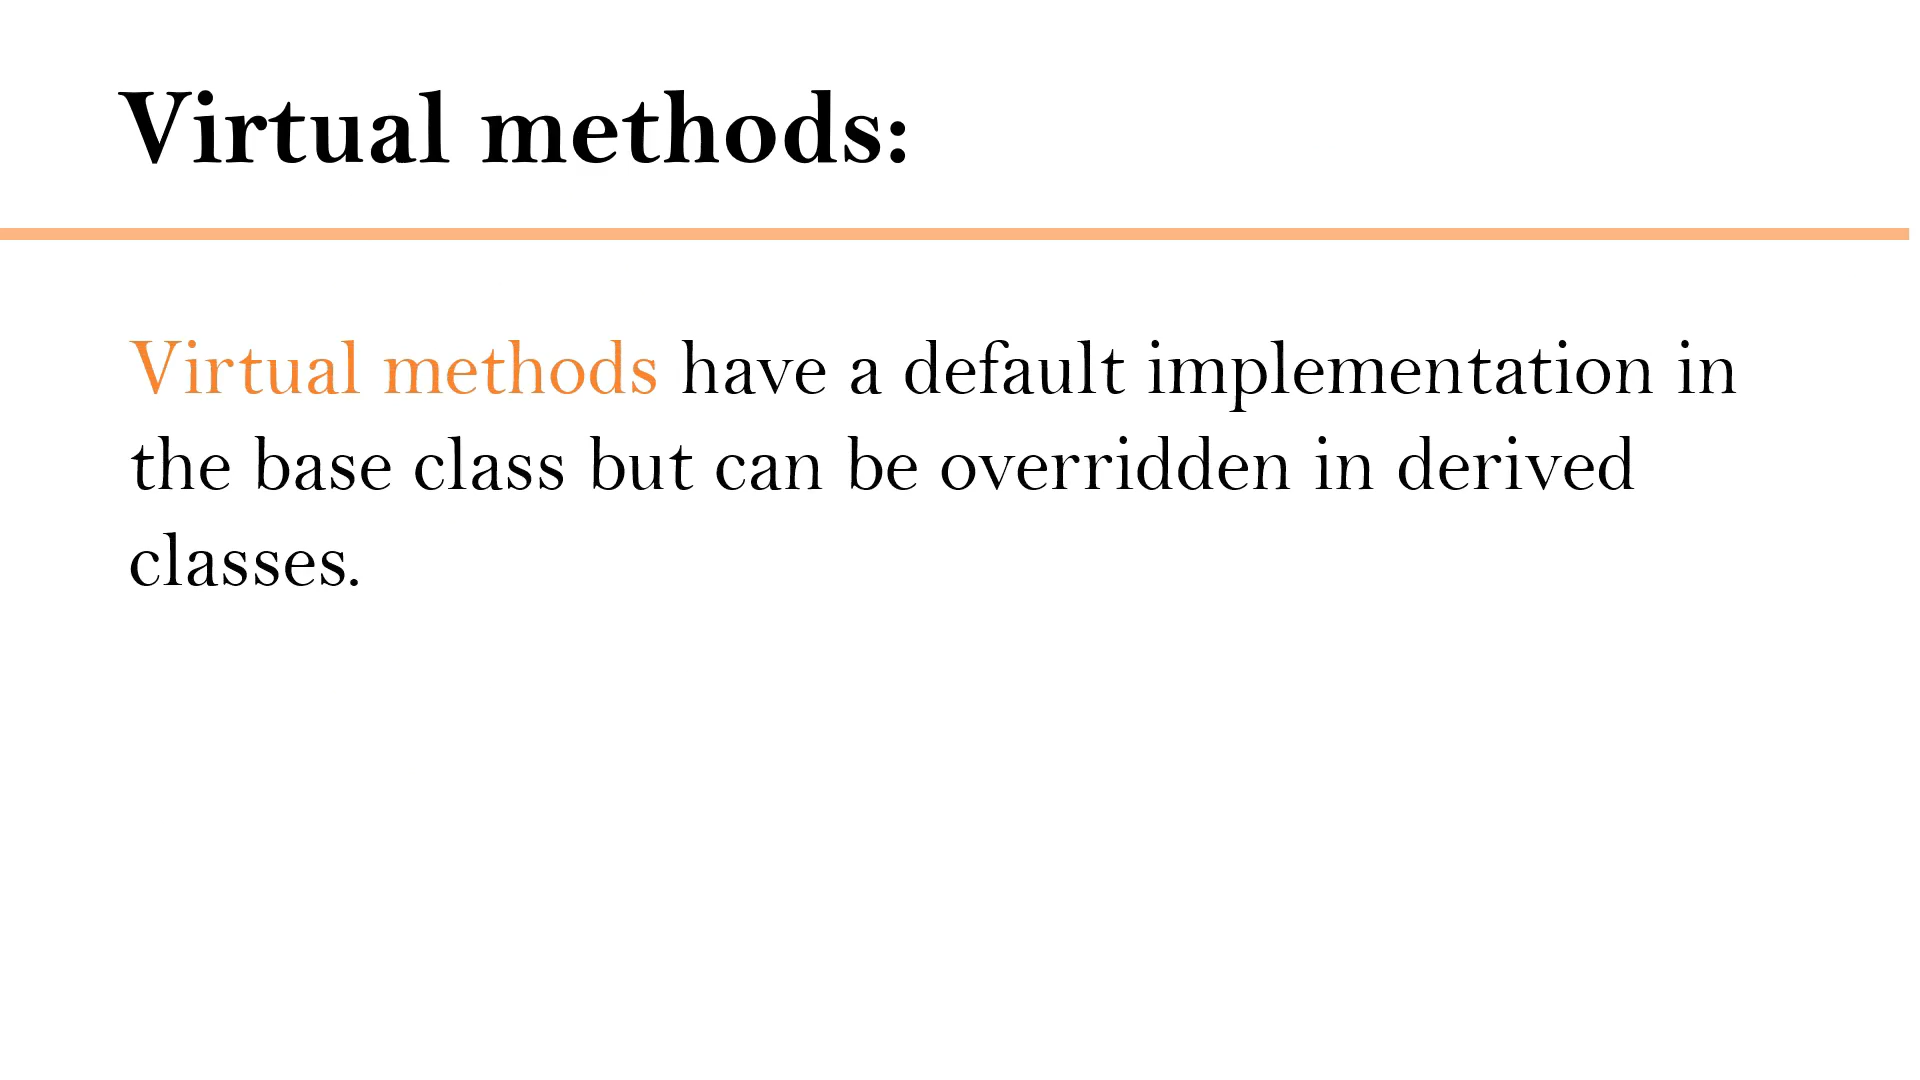 Virtual methods:
Virtual methods have a default implementation in
the base class but can be overridden in derived
classes.